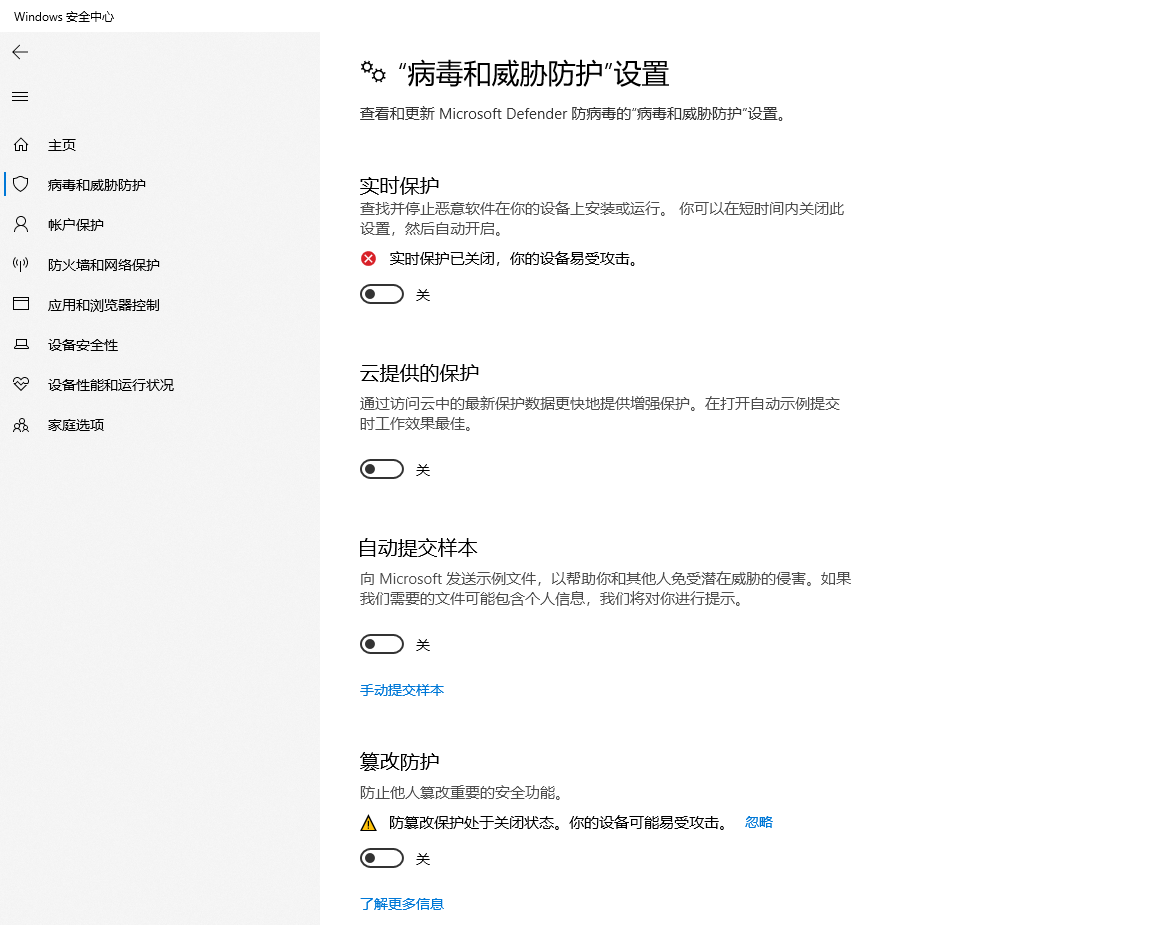 Windows 安全中心
主页
病毒和威胁防护
帐户保护
防火墙和网络保护
应用和浏览器控制
设备安全性
设备性能和运行状况
家庭选项
“病毒和威胁防护”设置
查看和更新 Microsoft Defender 防病毒的“病毒和威胁防护”设置。
实时保护
查找并停止恶意软件在你的设备上安装或运行。 你可以在短时间内关闭此
设置，然后自动开启。
实时保护已关闭，你的设备易受攻击。
关
云提供的保护
通过访问云中的最新保护数据更快地提供增强保护。在打开自动示例提交
时工作效果最佳。
关
自动提交样本
向 Microsoft 发送示例文件，以帮助你和其他人免受潜在威胁的侵害。如果
我们需要的文件可能包含个人信息，我们将对你进行提示。
关
手动提交样本
篡改防护
防止他人篡改重要的安全功能。
防篡改保护处于关闭状态。你的设备可能易受攻击。 忽略
关
了解更多信息